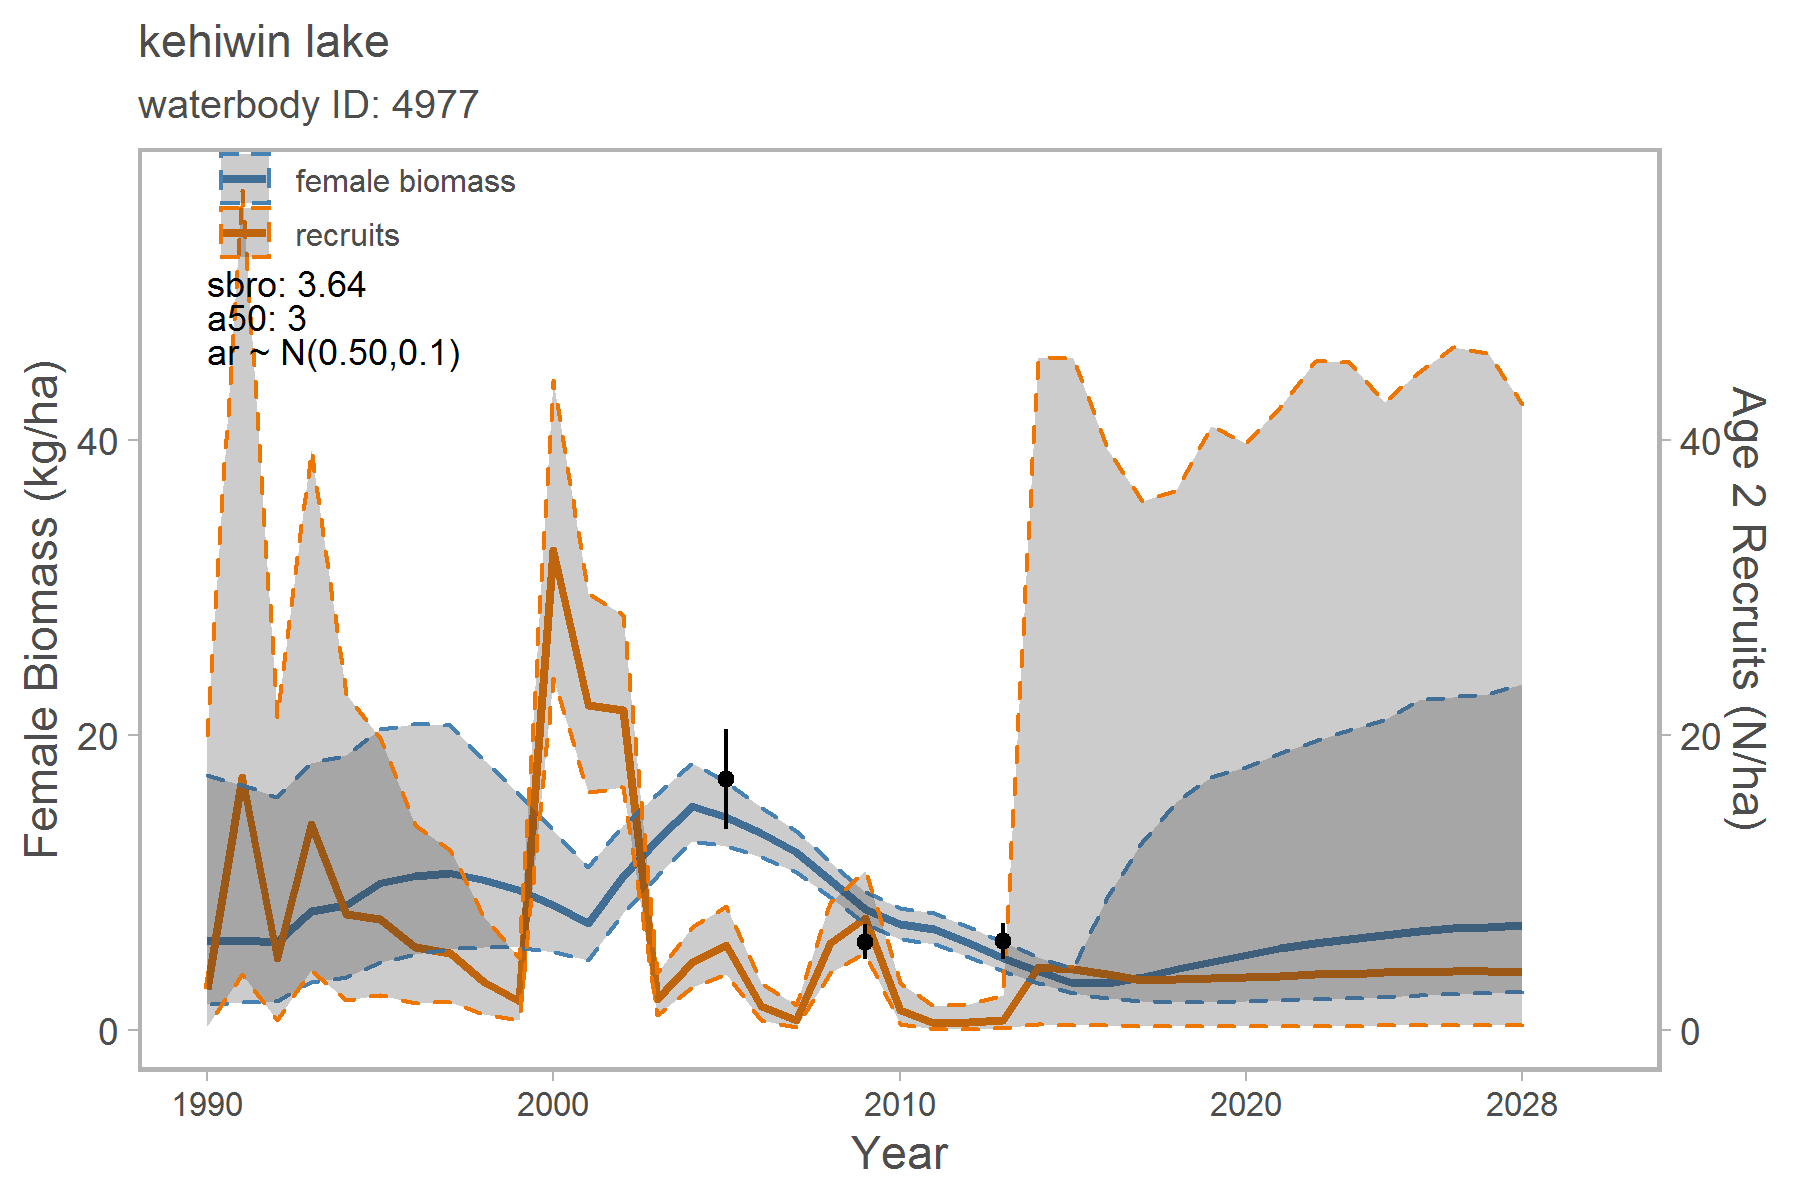 kehiwin lake
waterbody ID: 4977
female biomass
recruits
sbro: 3.64
a50: 3
ar ~ N(0.50,0.1)
Female Biomass (kg/ha)
40
20
0
40
20
0
Age 2 Recruits (N/ha)
1990
2000
2010
2020
2028
Year